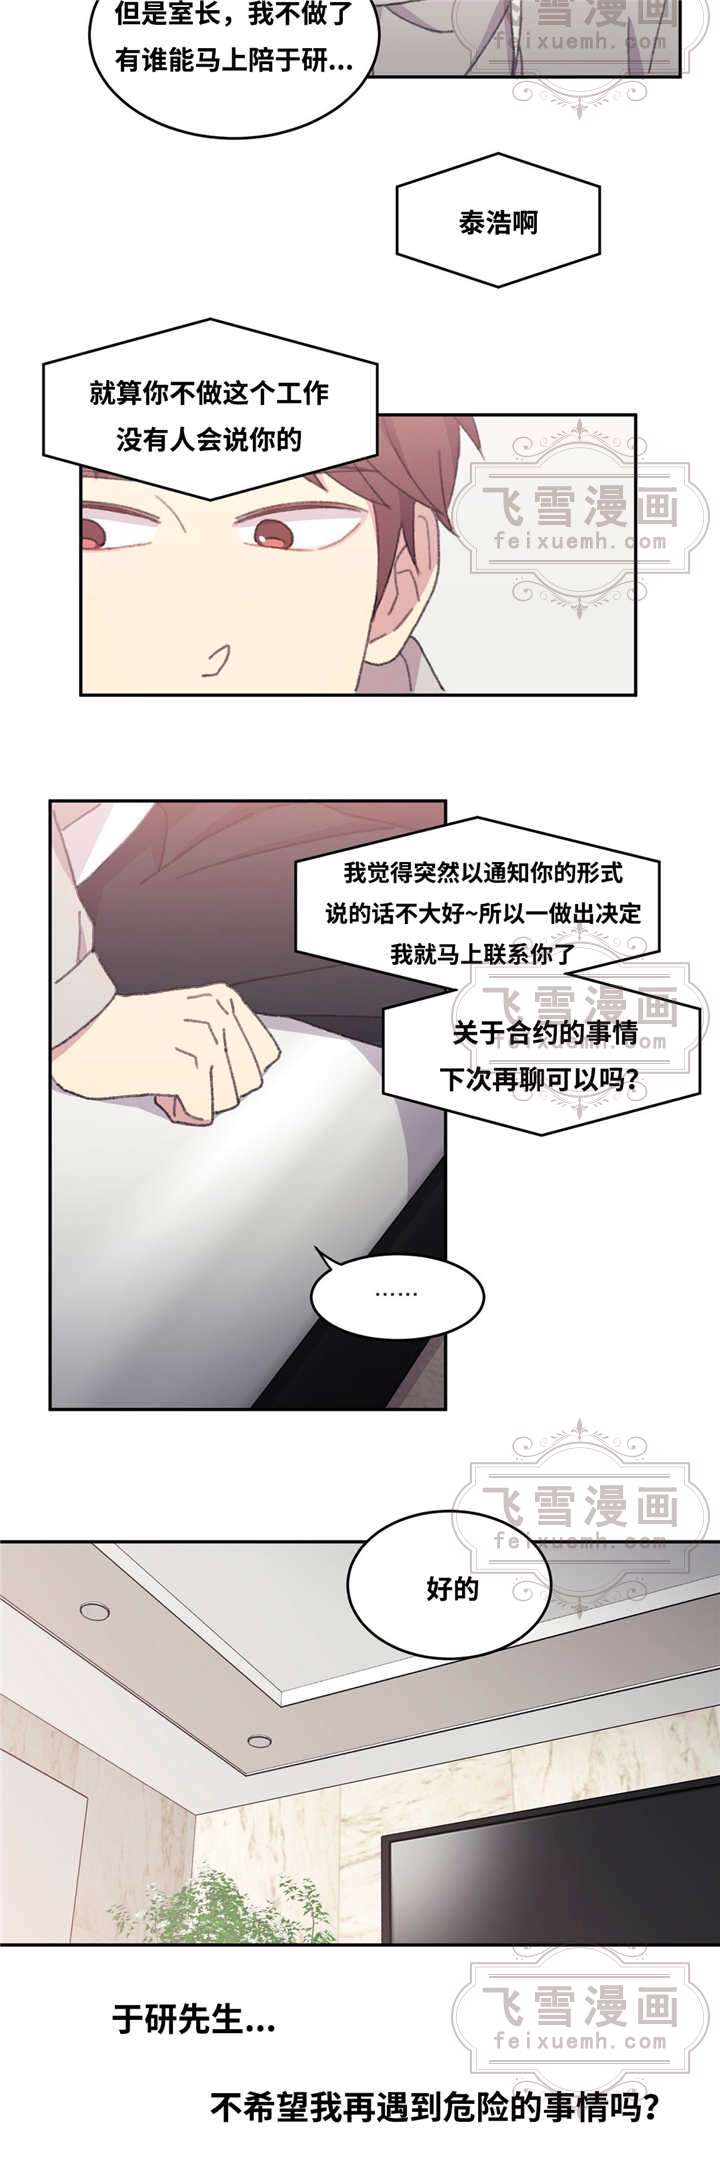 但是室长，我不做了
有谁能马上陪于研...
飞雪漫画
feixuemh.com
泰浩啊
就算你不做这个工作
没有人会说你的
飞雪漫画
feixuemh.com
我觉得突然以通知你的形式
说的话不大好~所以一做出决定
我就马上联系你了
飞雪漫画
feixuemh.com
关于合约的事情
下次再聊可以吗？
......
飞雪漫画
feixuemh.com
好的
飞雪漫画
feixuemh.com
于研先生...
不希望我再遇到危险的事情吗？